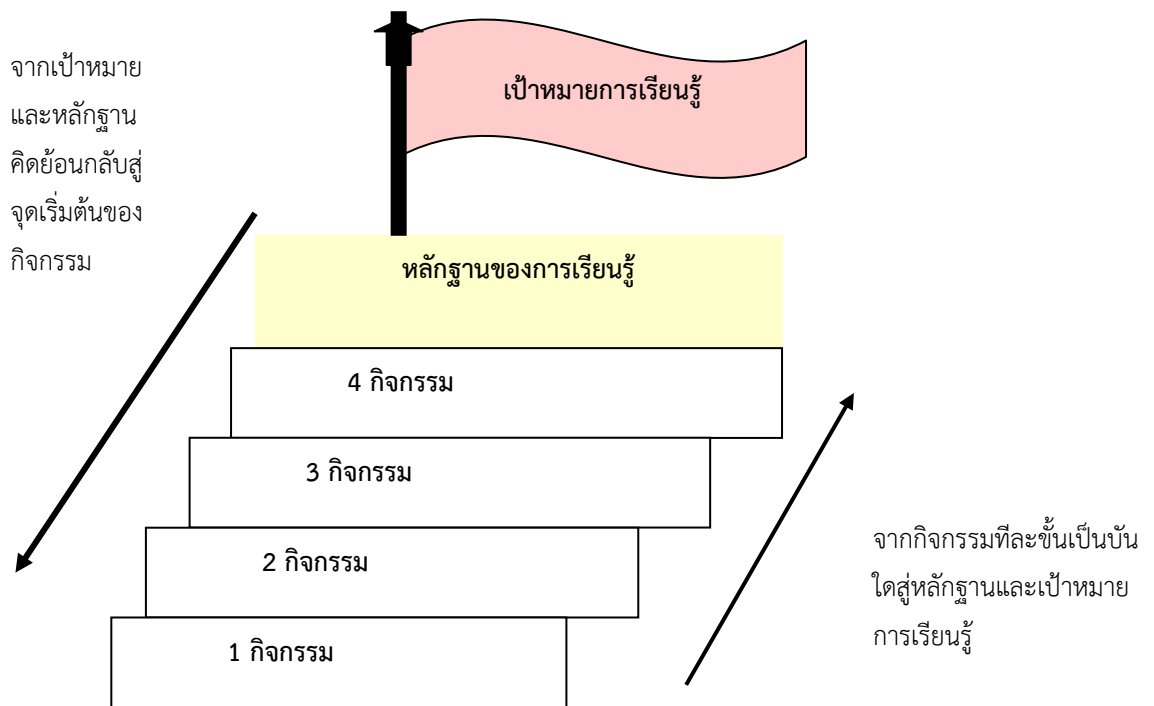 จากเป้าหมาย
และหลักฐาน
คิดย้อนกลับสู่
จุดเริ่มต้นของ
กิจกรรม
เป้าหมายการเรียนรู้
หลักฐานของการเรียนรู้
4 กิจกรรม
3 กิจกรรม
2 กิจกรรม
1 กิจกรรม
จากกิจกรรมทีละขั้นเป็นบัน
ใดสู่หลักฐานและเป้าหมาย
การเรียนรู้